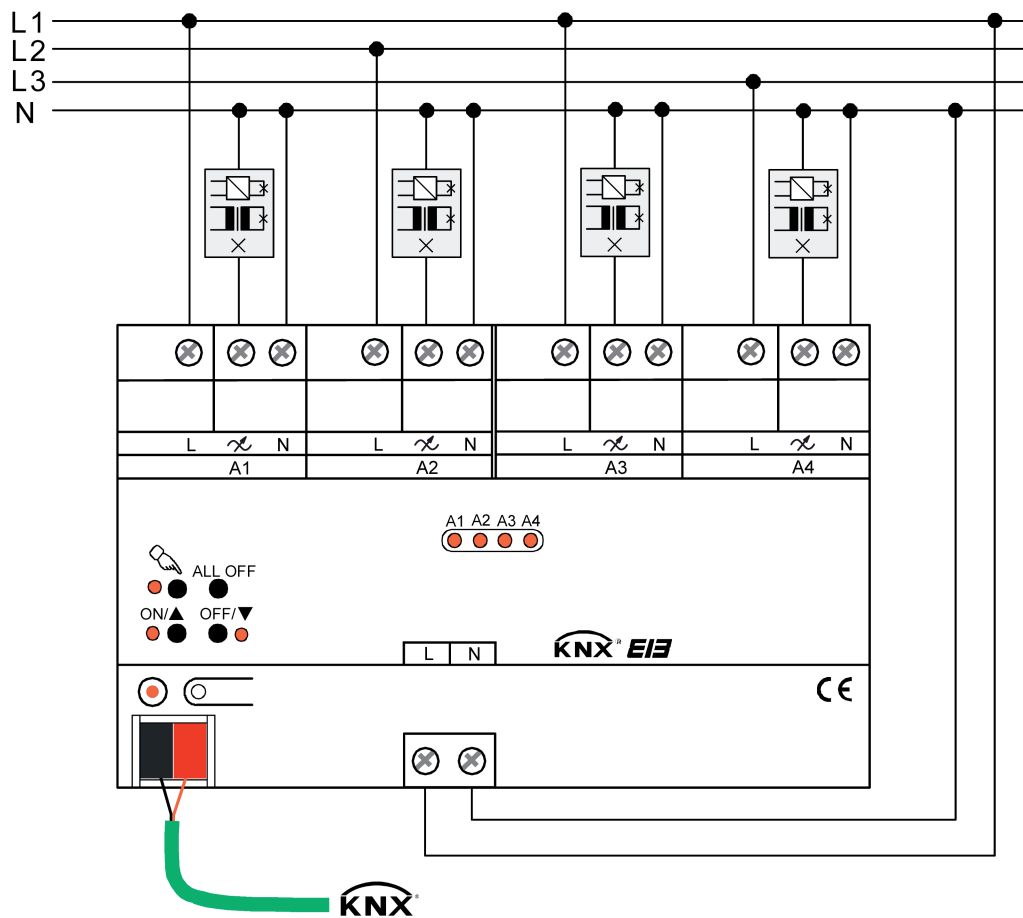 L1
L2
L3
N
L N L N L N L N
A1 A2 A3 A4
A1 A2 A3 A4
ALL OFF
ON/▲ OFF/▼
L N KNX® EIB
CE
KNX®